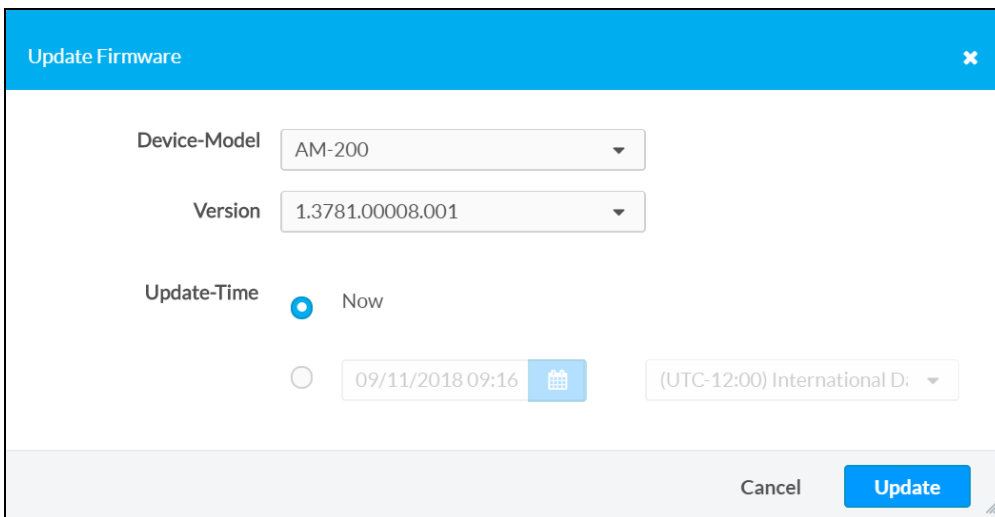 Update Firmware
Device-Model
AM-200
Version
1.3781.00008.001
Update-Time
Now
09/11/2018 09:16
(UTC-12:00) International Da
Cancel
Update